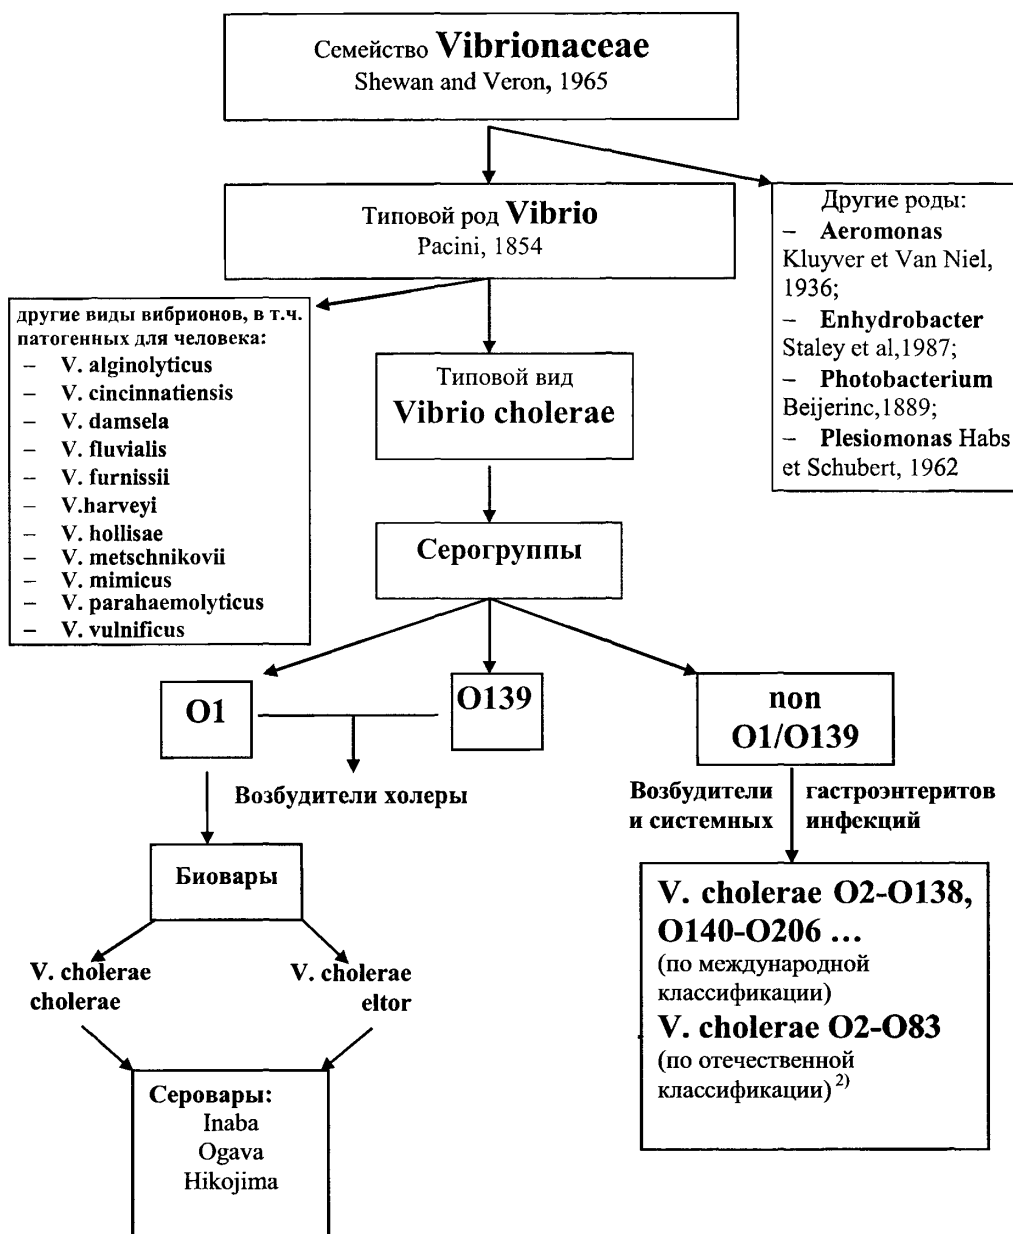 Семейство Vibrionaceae
Shewan and Veron, 1965
Типовой род Vibrio
Pacini, 1854
Другие роды:
– Aeromonas
Kluyver et Van Niel,
1936;
– Enhydrobacter
Staley et al,1987;
– Photobacterium
Beijerinc,1889;
– Plesiomonas Habs
et Schubert, 1962
другие виды вибрионов, в т.ч.
патогенных для человека:
– V. alginolyticus
– V. cincinnatiensis
– V. damsela
– V. fluvialis
– V. furnissii
– V.harveyi
– V. hollisae
– V. metschnikovii
– V. mimicus
– V. parahaemolyticus
– V. vulnificus
Типовой вид
Vibrio cholerae
Серогруппы
O1
O139
non
O1/O139
Возбудители холеры
Возбудители гастроэнтеритов
и системных инфекций
Биовары
V. cholerae
cholerae
V. cholerae
eltor
Серовары:
Inaba
Ogava
Hikojima
V. cholerae O2-O138,
O140-O206 ...
(по международной
классификации)
V. cholerae O2-O83
(по отечественной
классификации) 2)